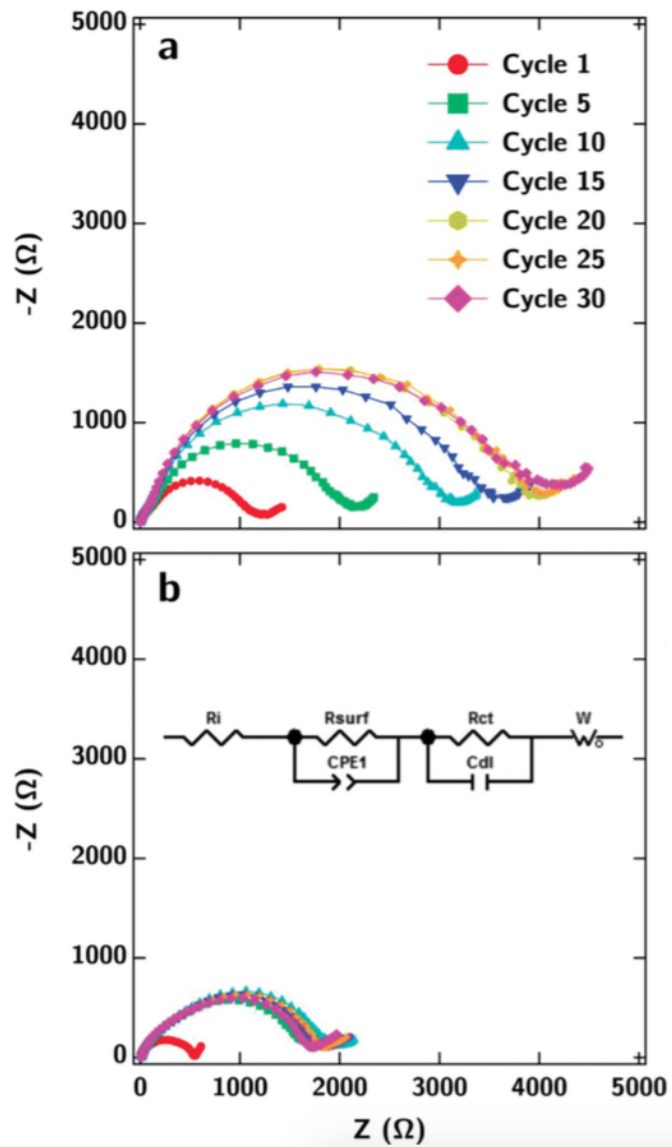 a
Cycle 1
Cycle 5
Cycle 10
Cycle 15
Cycle 20
Cycle 25
Cycle 30
5000
4000
3000
2000
1000
0
-Z (Ω)
b
Ri
Rsurf
Rct
W
CPE1
Cdl
5000
4000
3000
2000
1000
0
-Z (Ω)
0
1000
2000
3000
4000
5000
Z (Ω)